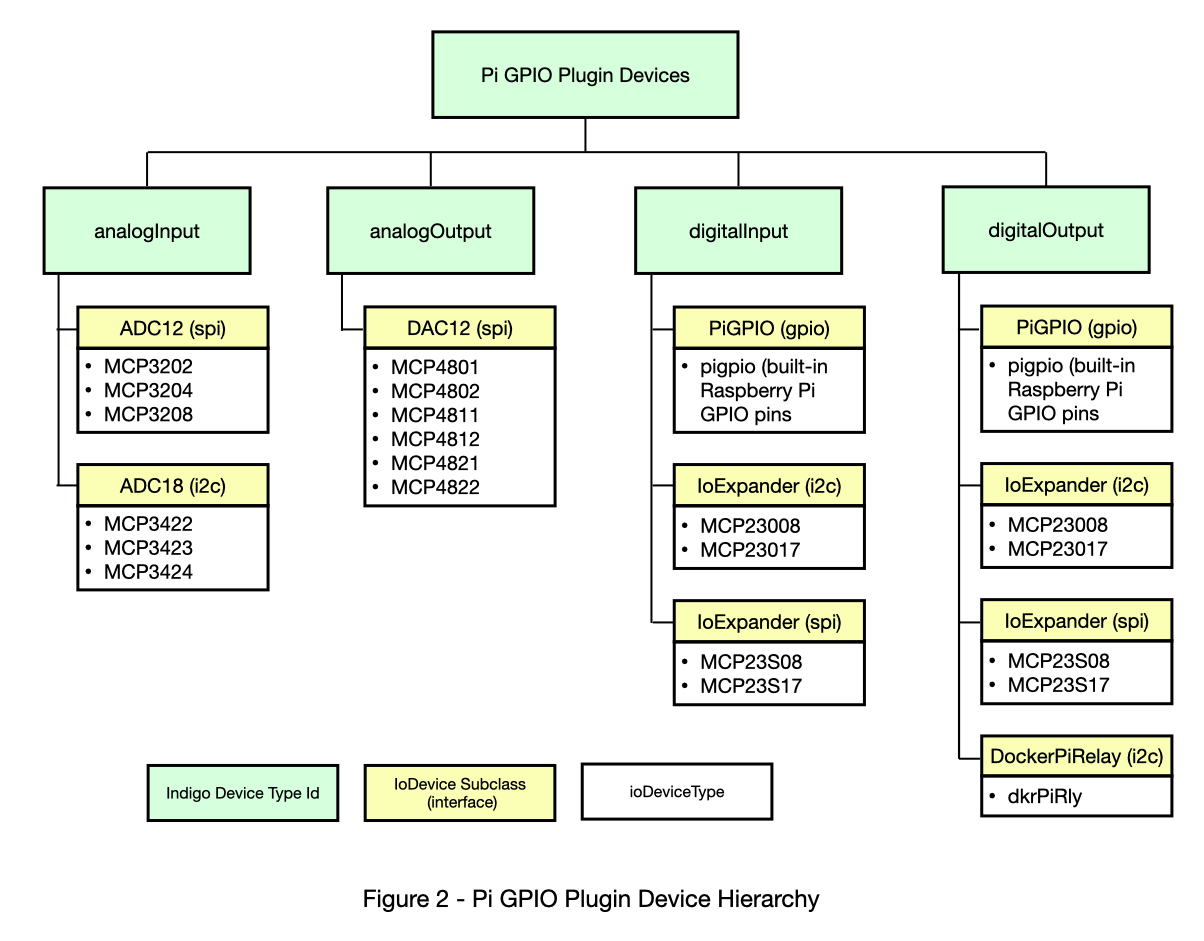 Pi GPIO Plugin Devices
analogInput
analogOutput
digitalInput
digitalOutput
ADC12 (spi)
• MCP3202
• MCP3204
• MCP3208
ADC18 (i2c)
• MCP3422
• MCP3423
• MCP3424
DAC12 (spi)
• MCP4801
• MCP4802
• MCP4811
• MCP4812
• MCP4821
• MCP4822
PiGPIO (gpio)
• pigpio (built-in
Raspberry Pi
GPIO pins
IoExpander (i2c)
• MCP23008
• MCP23017
IoExpander (spi)
• MCP23S08
• MCP23S17
PiGPIO (gpio)
• pigpio (built-in
Raspberry Pi
GPIO pins
IoExpander (i2c)
• MCP23008
• MCP23017
IoExpander (spi)
• MCP23S08
• MCP23S17
DockerPiRelay (i2c)
• dkrPiRly
Indigo Device Type Id
IoDevice Subclass
(interface)
ioDeviceType
Figure 2 - Pi GPIO Plugin Device Hierarchy